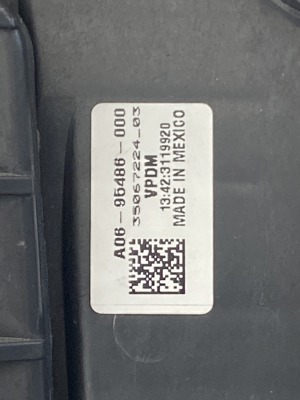 A06-95486-000
35067224_03
VPDM
13:42:3119920
MADE IN MEXICO